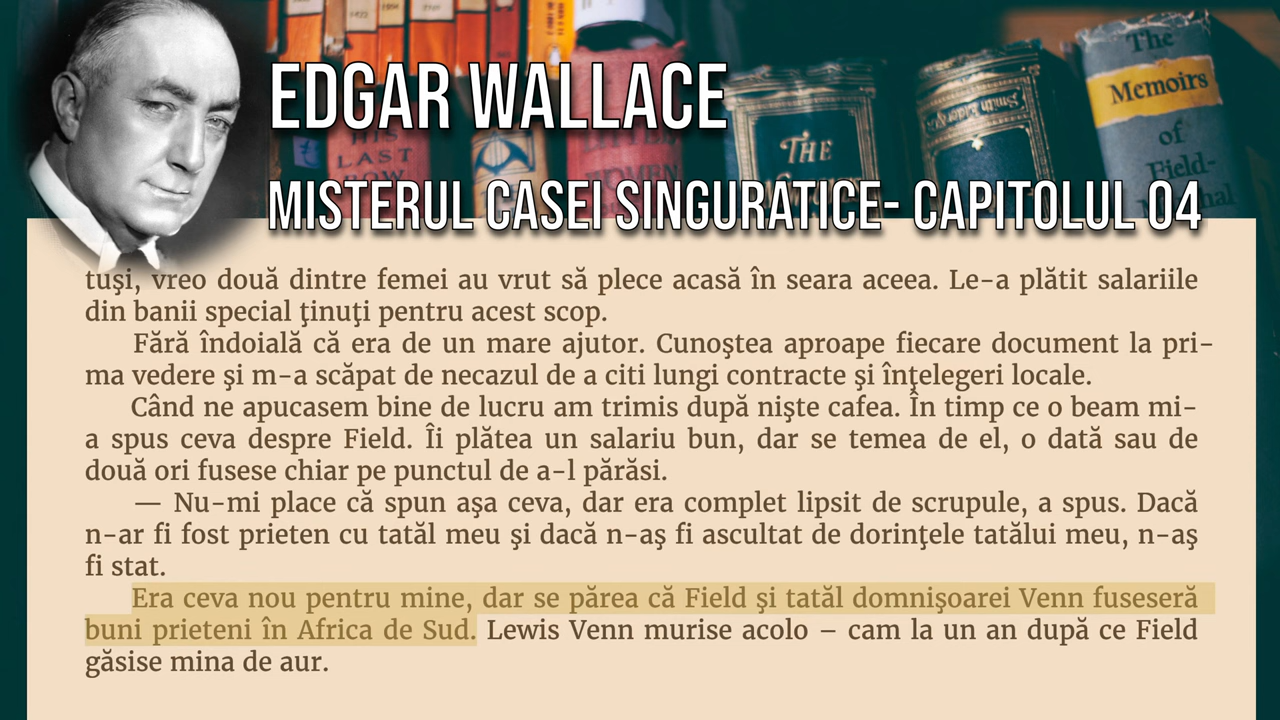 EDGAR WALLACE
MISTERUL CASEI SINGURATICE- CAPITOLUL 04
HIS
LAST
THE
The
Memoirs
of
Field-
tuşi, vreo două dintre femei au vrut să plece acasă în seara aceea. Le-a plătit salariile
din banii special ţinuţi pentru acest scop.
Fără îndoială că era de un mare ajutor. Cunoştea aproape fiecare document la pri-
ma vedere şi m-a scăpat de necazul de a citi lungi contracte şi înţelegeri locale.
Când ne apucasem bine de lucru am trimis după nişte cafea. În timp ce o beam mi-
a spus ceva despre Field. Îi plătea un salariu bun, dar se temea de el, o dată sau de
două ori fusese chiar pe punctul de a-l părăsi.
— Nu-mi place că spun aşa ceva, dar era complet lipsit de scrupule, a spus. Dacă
n-ar fi fost prieten cu tatăl meu şi dacă n-aş fi ascultat de dorinţele tatălui meu, n-aş
fi stat.
Era ceva nou pentru mine, dar se părea că Field şi tatăl domnişoarei Venn fuseseră
buni prieteni în Africa de Sud. Lewis Venn murise acolo – cam la un an după ce Field
găsise mina de aur.